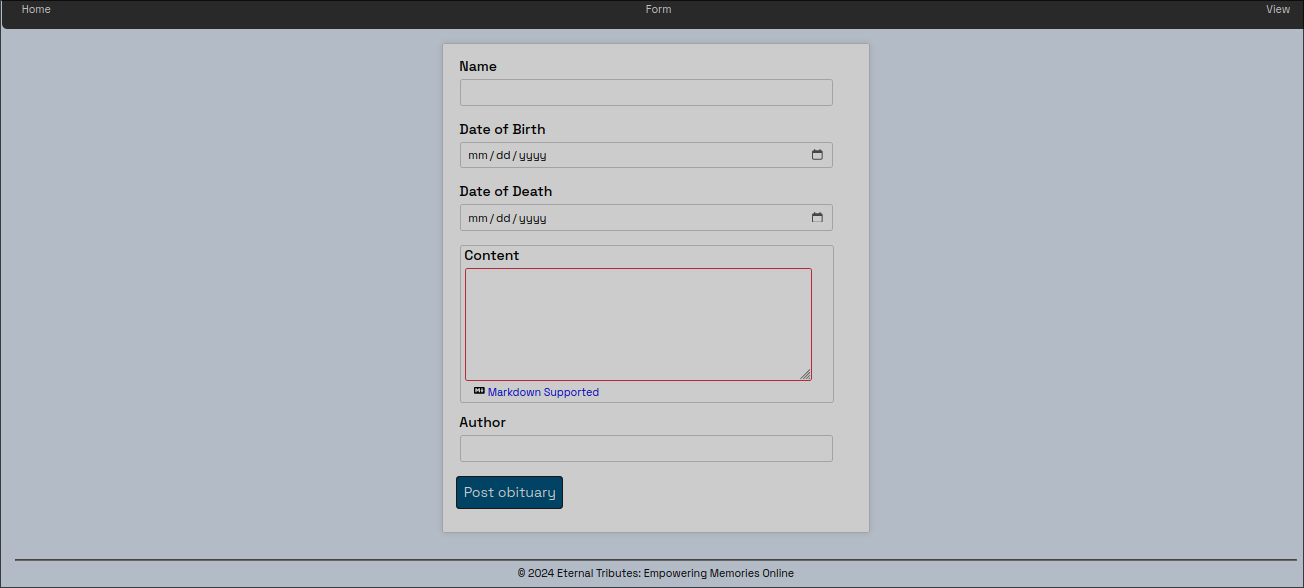 Home Form View
Name
Date of Birth
mm/dd/yyyy
Date of Death
mm/dd/yyyy
Content
Markdown Supported
Author
Post obituary
© 2024 Eternal Tributes: Empowering Memories Online